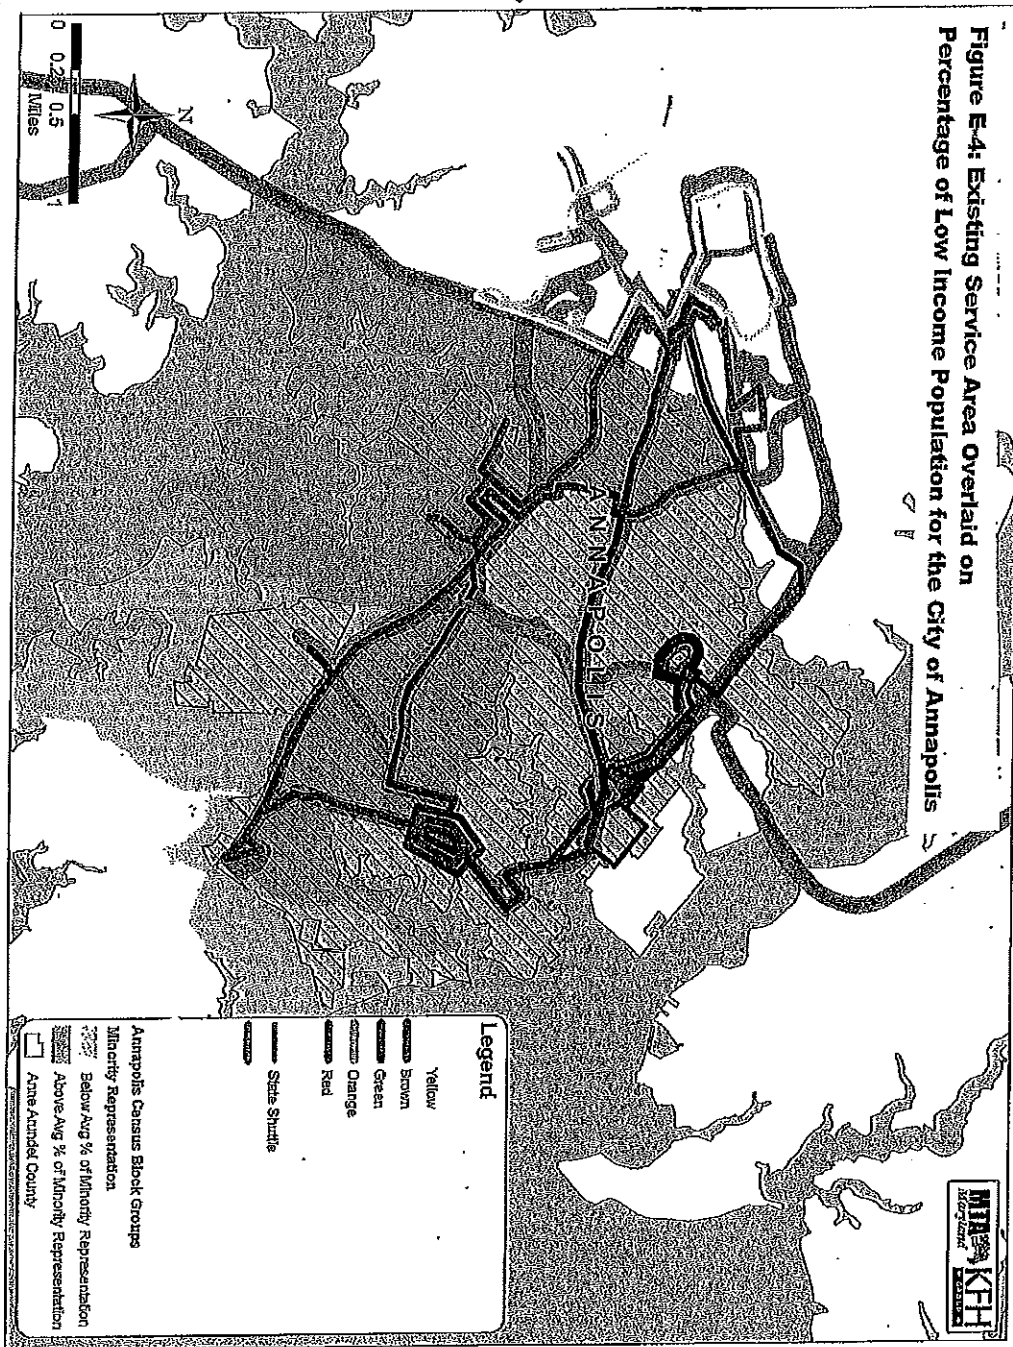 Figure E-4: Existing Service Area Overlaid on
Percentage of Low Income Population for the City of Annapolis
MTA
Maryland
KFH
GROUP
ANNAPOLIS
N
0 0.25 0.5 1
Miles
Legend
Yellow
Brown
Green
Orange
Red
State Shuttle
Annapolis Census Block Groups
Minority Representation
Below Avg % of Minority Representation
Above Avg % of Minority Representation
Anne Arundel County